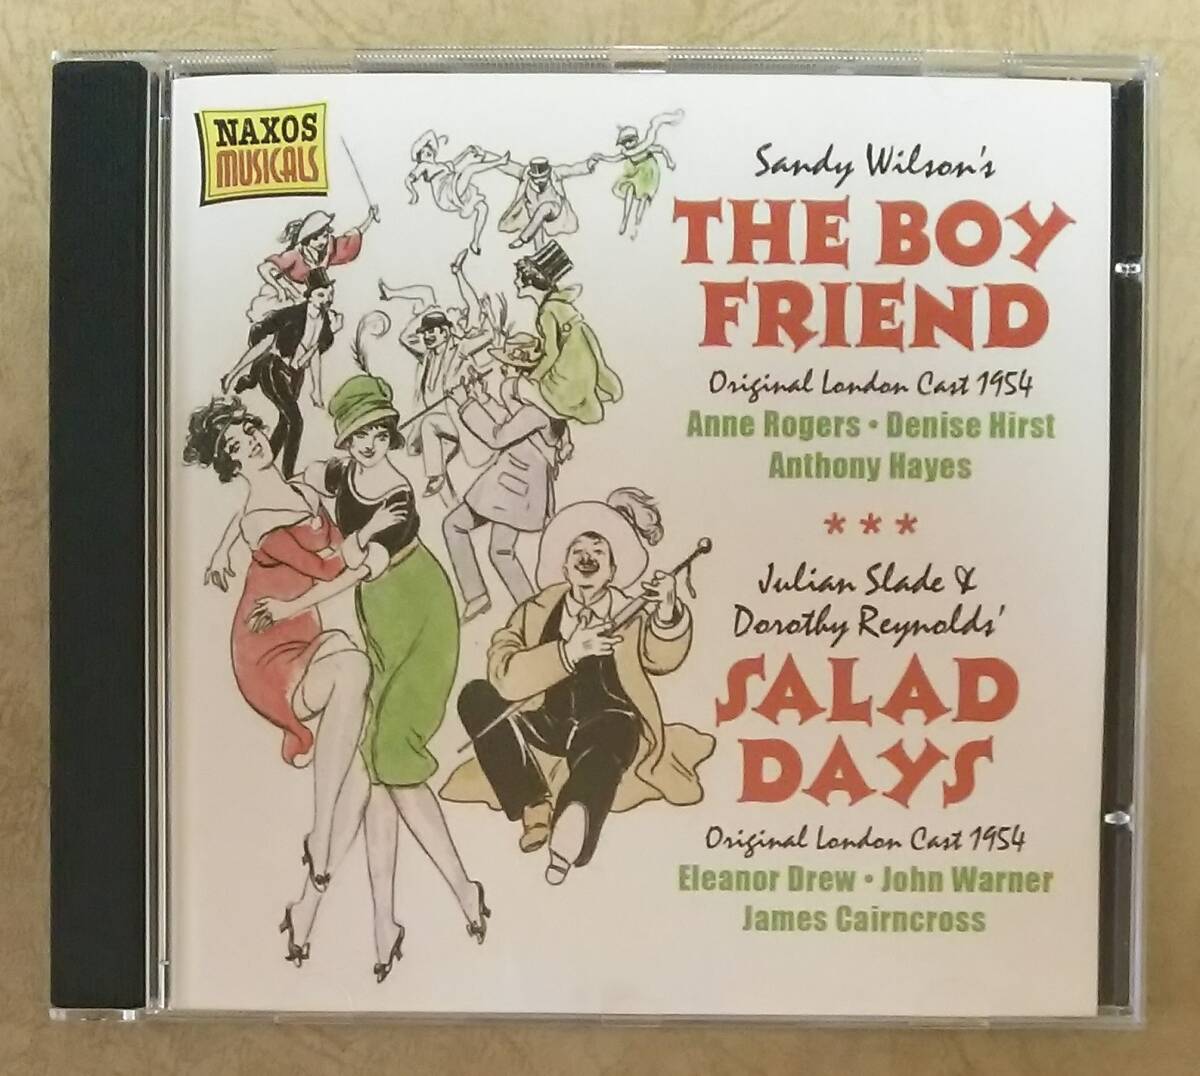 NAXOS
MUSICALS
Sandy Wilson's
THE BOY
FRIEND
Original London Cast 1954
Anne Rogers • Denise Hirst
Anthony Hayes
* * *
Julian Slade &
Dorothy Reynolds'
SALAD
DAYS
Original London Cast 1954
Eleanor Drew • John Warner
James Cairncross